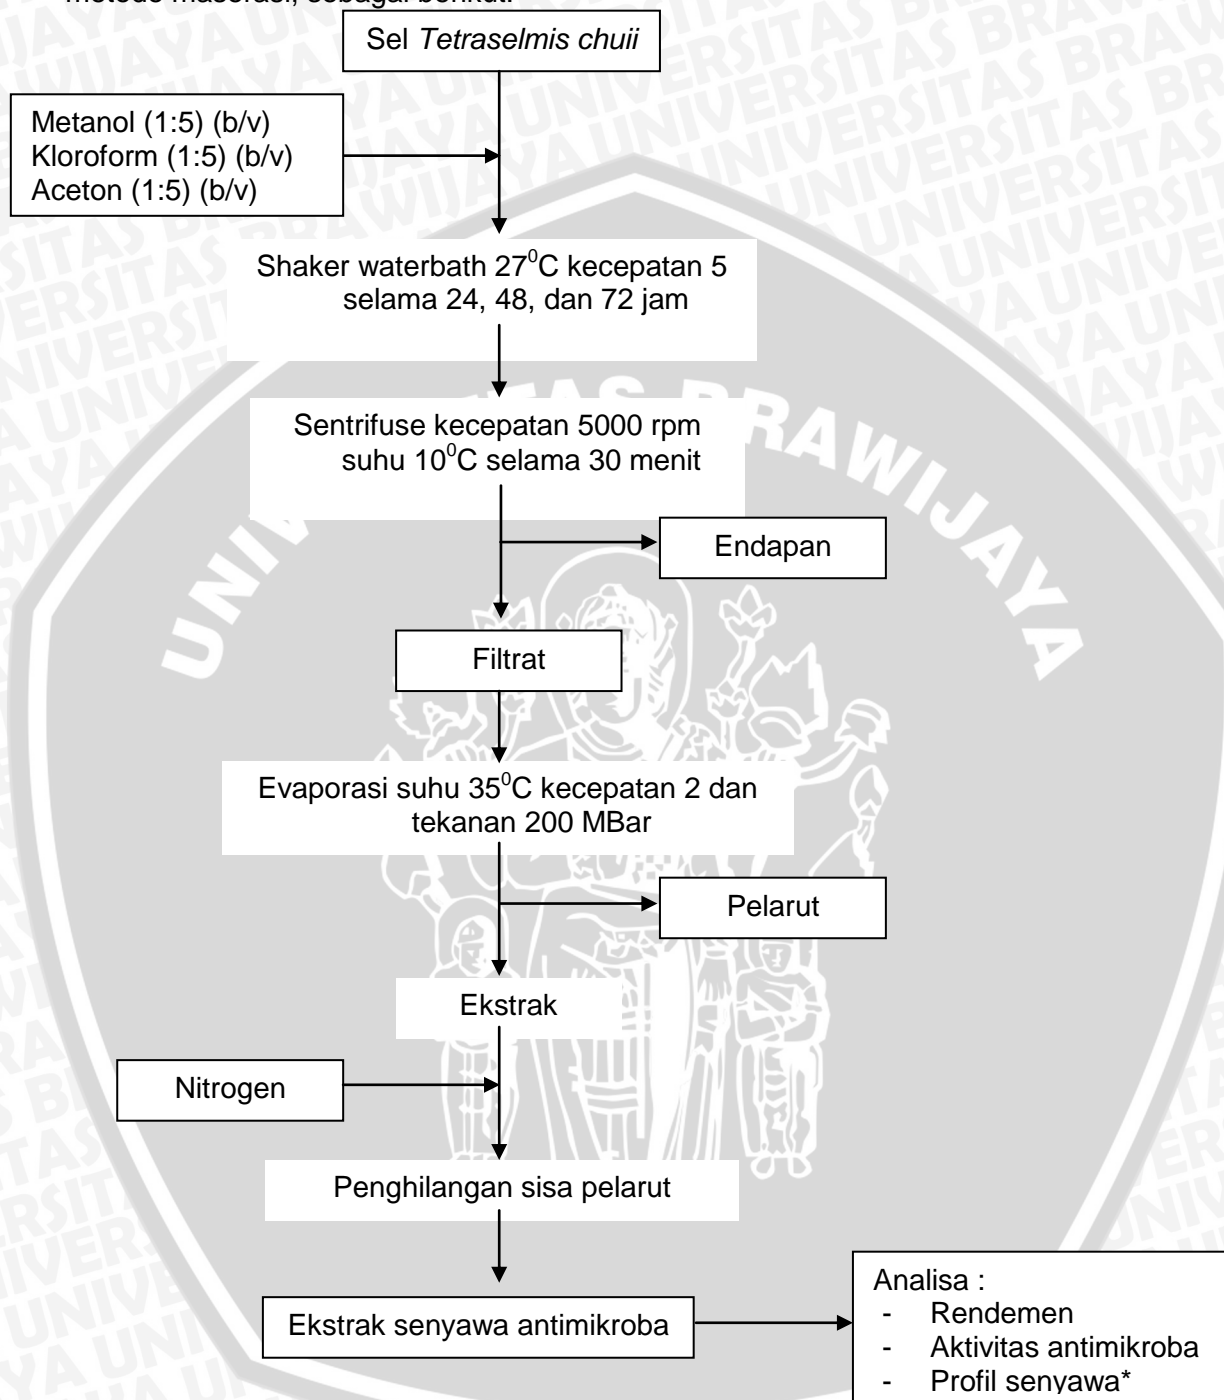 metode maserasi, sebagai berikut:
Sel Tetraselmis chuii
Metanol (1:5) (b/v)
Kloroform (1:5) (b/v)
Aceton (1:5) (b/v)
Shaker waterbath 27⁰C kecepatan 5
selama 24, 48, dan 72 jam
Sentrifuse kecepatan 5000 rpm
suhu 10⁰C selama 30 menit
Endapan
Filtrat
Evaporasi suhu 35⁰C kecepatan 2 dan
tekanan 200 MBar
Pelarut
Ekstrak
Nitrogen
Penghilangan sisa pelarut
Ekstrak senyawa antimikroba
Analisa :
- Rendemen
- Aktivitas antimikroba
- Profil senyawa*
UNIVERSITAS BRAWIJAYA